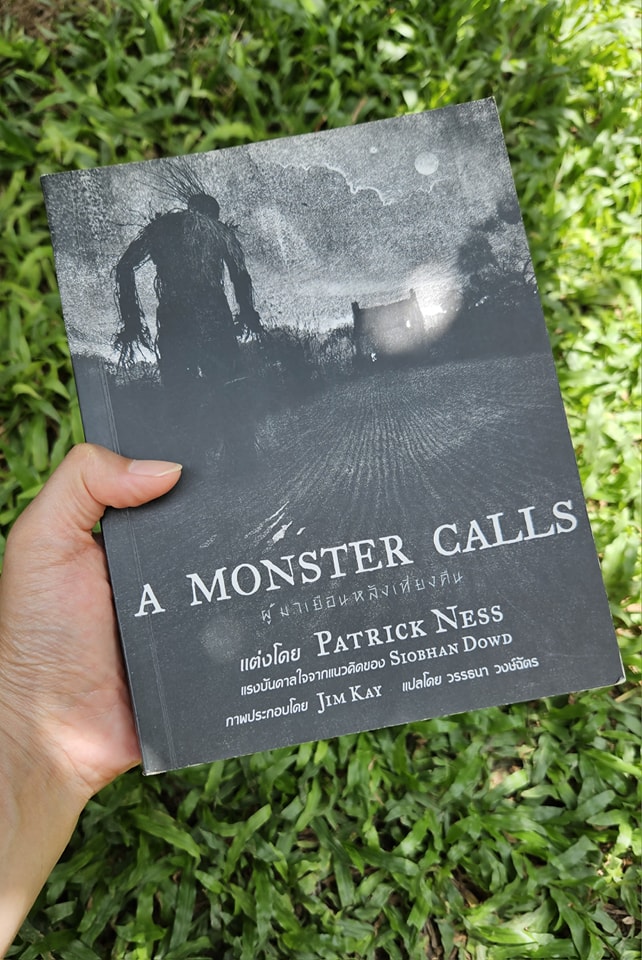 A MONSTER CALLS
ผู้มาเยือนหลังเที่ยงคืน
แต่งโดย PATRICK NESS
แรงบันดาลใจจากแนวคิดของ SIOBHAN DOWD
ภาพประกอบโดย JIM KAY แปลโดย วรรธนา วงษ์ฉัตร